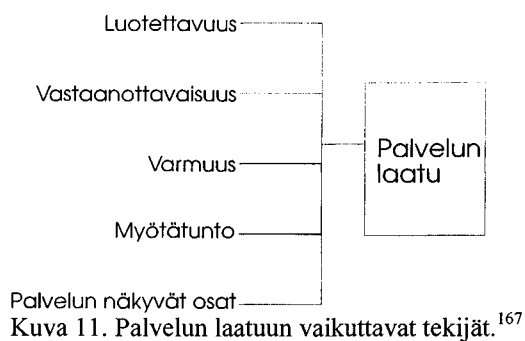 Luotettavuus
Vastaanottavaisuus
Varmuus
Myötätunto
Palvelun näkyvät osat
Palvelun
laatu
Kuva 11. Palvelun laatuun vaikuttavat tekijät.167